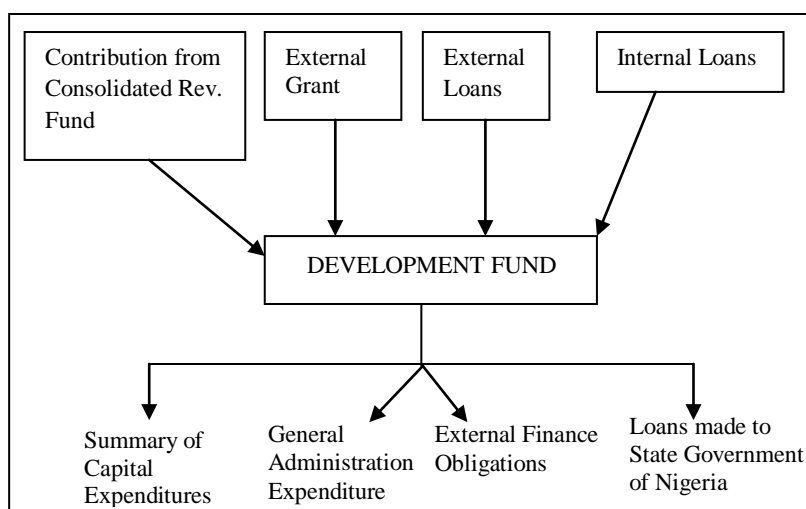 Contribution from
Consolidated Rev.
Fund
External
Grant
External
Loans
Internal Loans
DEVELOPMENT FUND
Summary of
Capital
Expenditures
General
Administration
Expenditure
External Finance
Obligations
Loans made to
State Government
of Nigeria